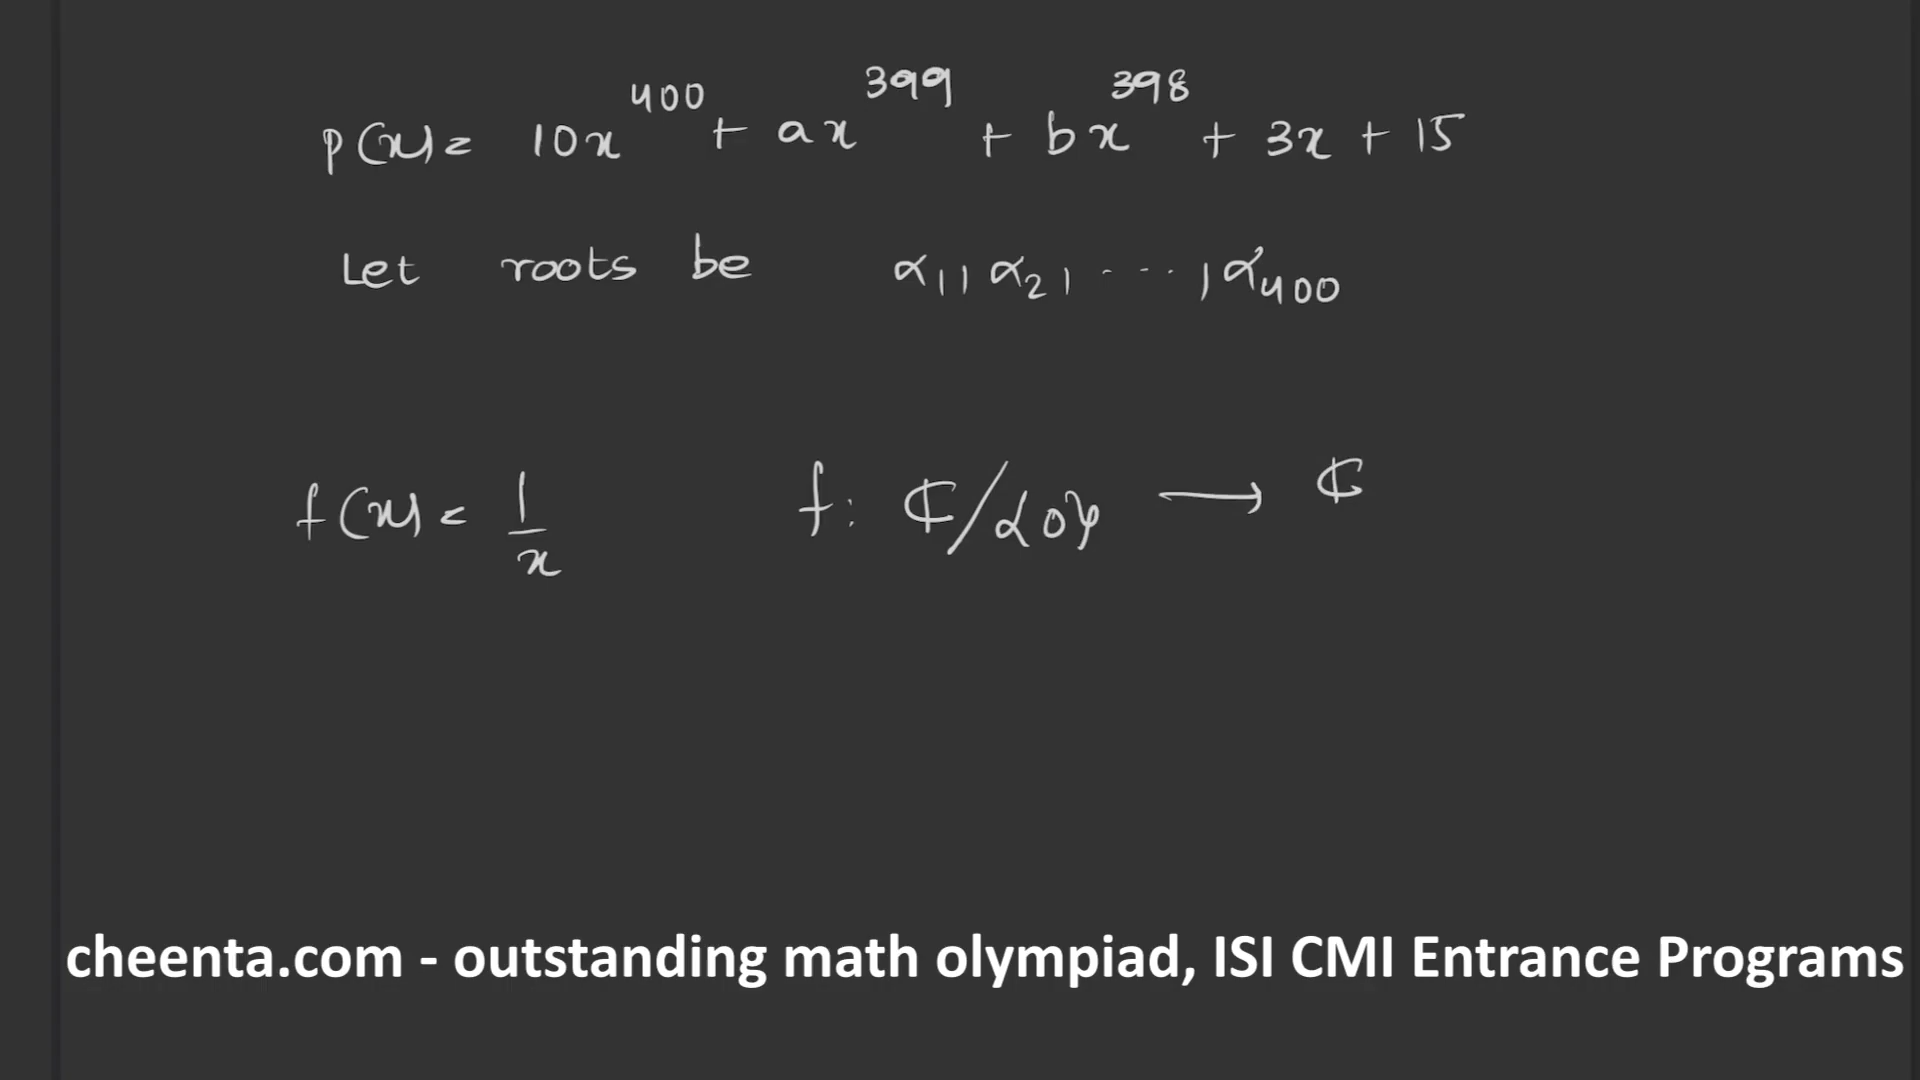 p(x) = 10x^400 + ax^399 + bx^398 + 3x + 15
Let roots be α₁, α₂, ..., α₄₀₀
f(x) = 1/x f: ℂ/{0} → ℂ
cheenta.com - outstanding math olympiad, ISI CMI Entrance Programs